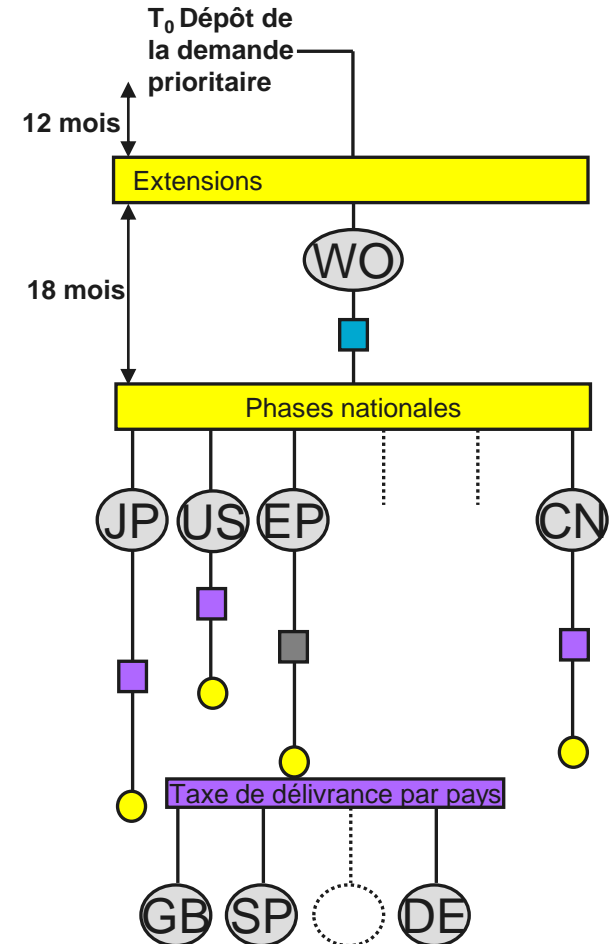 T₀ Dépôt de
la demande
prioritaire
12 mois
Extensions
WO
18 mois
Phases nationales
JP US EP CN
Taxe de délivrance par pays
GB SP DE